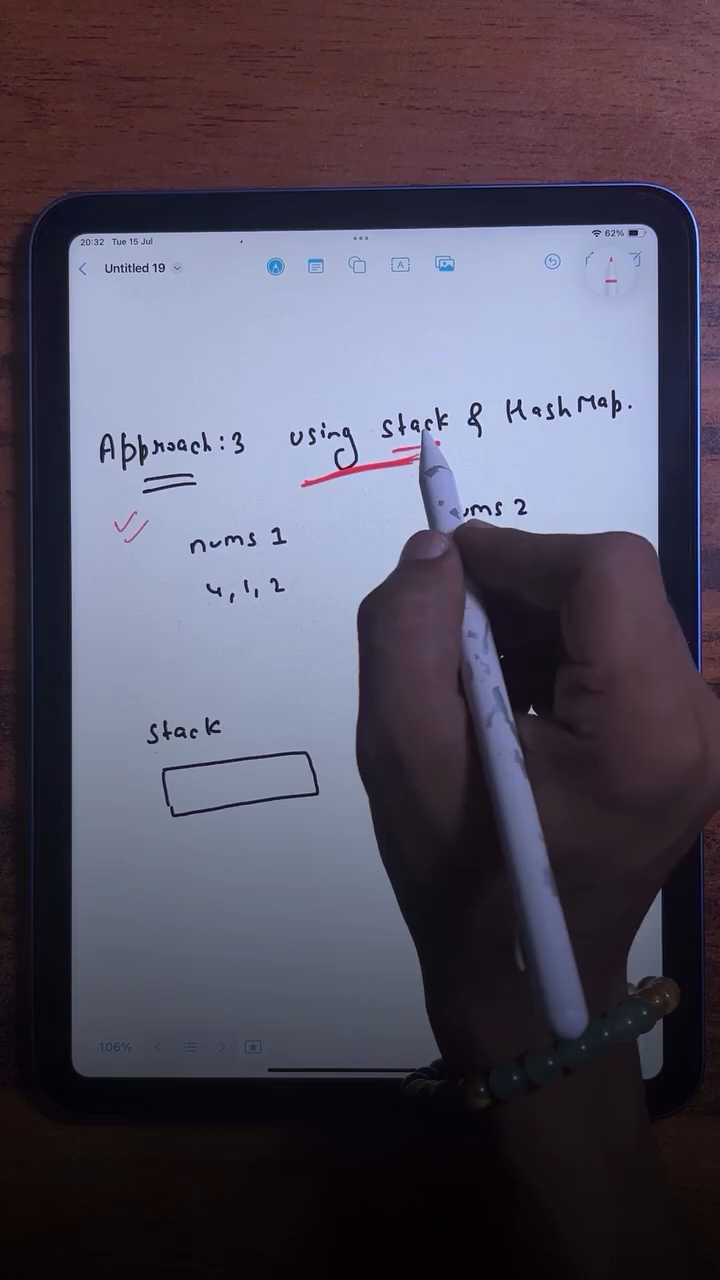 20:32 Tue 15 Jul
62%
Untitled 19
A
Approach:3 using stack & HashMap.
nums 1
4, 1, 2
stack
106%